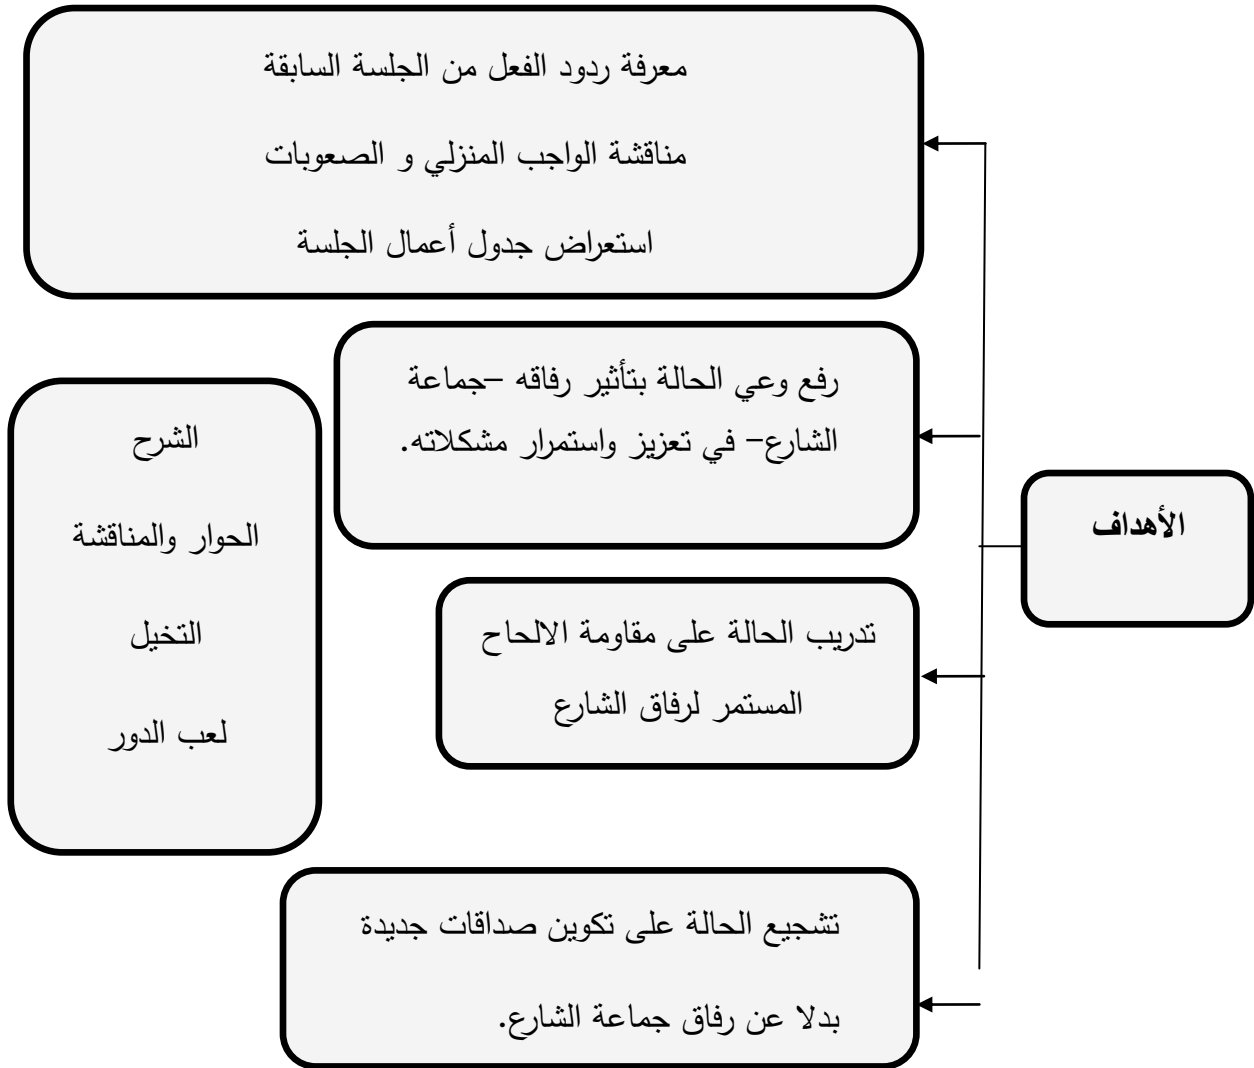 معرفة ردود الفعل من الجلسة السابقة
مناقشة الواجب المنزلي و الصعوبات
استعراض جدول أعمال الجلسة
رفع وعي الحالة بتأثير رفاقه –جماعة
الشارع– في تعزيز واستمرار مشكلاته.
الشرح
الحوار والمناقشة
التخيل
لعب الدور
الأهداف
تدريب الحالة على مقاومة الالحاح
المستمر لرفاق الشارع
تشجيع الحالة على تكوين صداقات جديدة
بدلا عن رفاق جماعة الشارع.